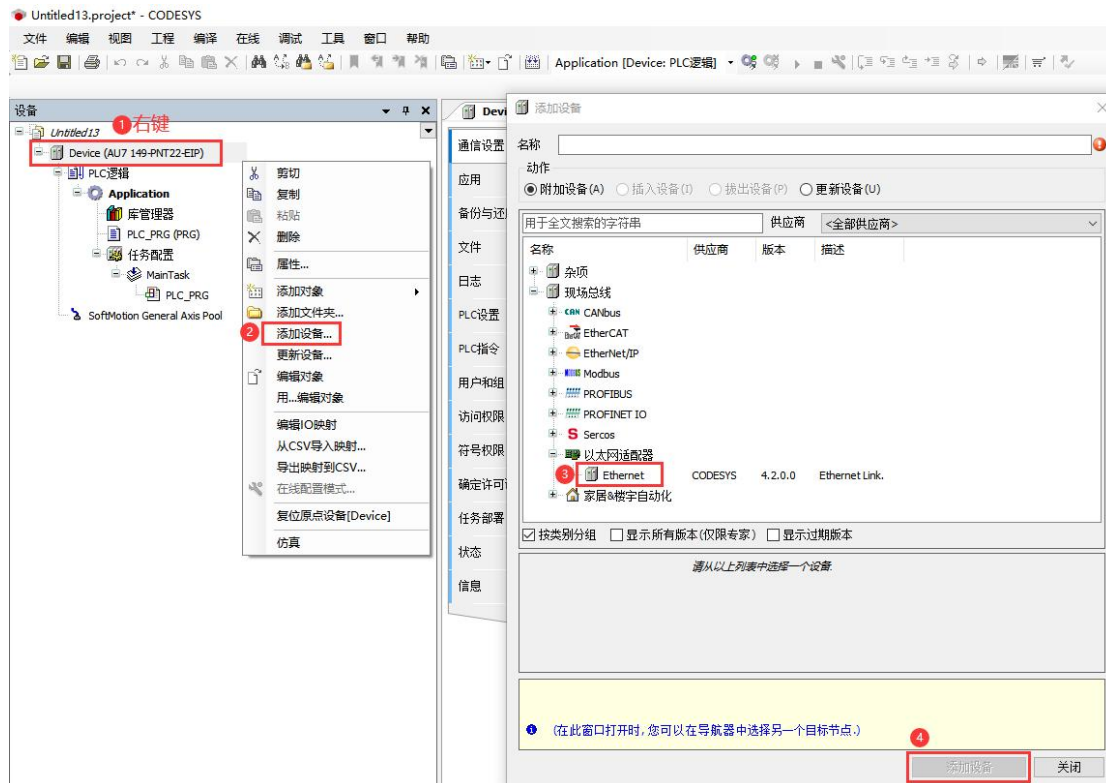 Untitled13.project* - CODESYS
文件 编辑 视图 工程 编译 在线 调试 工具 窗口 帮助
Application [Device: PLC逻辑]
设备
Untitled13
1 右键
Device (AU7 149-PNT22-EIP)
PLC逻辑
Application
库管理器
PLC_PRG (PRG)
任务配置
MainTask
PLC_PRG
SoftMotion General Axis Pool
剪切
复制
粘贴
删除
属性...
添加对象
添加文件夹...
2 添加设备...
更新设备...
编辑对象
用...编辑对象
编辑IO映射
从CSV导入映射...
导出映射到CSV...
在线配置模式...
复位原点设备[Device]
仿真
Devi
通信设置
应用
备份与还
文件
日志
PLC设置
PLC指令
用户和组
访问权限
符号权限
确定许可
任务部署
状态
信息
添加设备
名称
动作
附加设备(A) 插入设备(I) 拔出设备(P) 更新设备(U)
用于全文搜索的字符串 供应商 <全部供应商>
名称 供应商 版本 描述
杂项
现场总线
CAN CANbus
EtherCAT
EtherNet/IP
Modbus
PROFIBUS
PROFINET IO
S Sercos
以太网适配器
3 Ethernet CODESYS 4.2.0.0 Ethernet Link.
家居&楼宇自动化
按类别分组 显示所有版本(仅限专家) 显示过期版本
请从以上列表中选择一个设备.
(在此窗口打开时, 您可以在导航器中选择另一个目标节点.)
4
添加设备 关闭